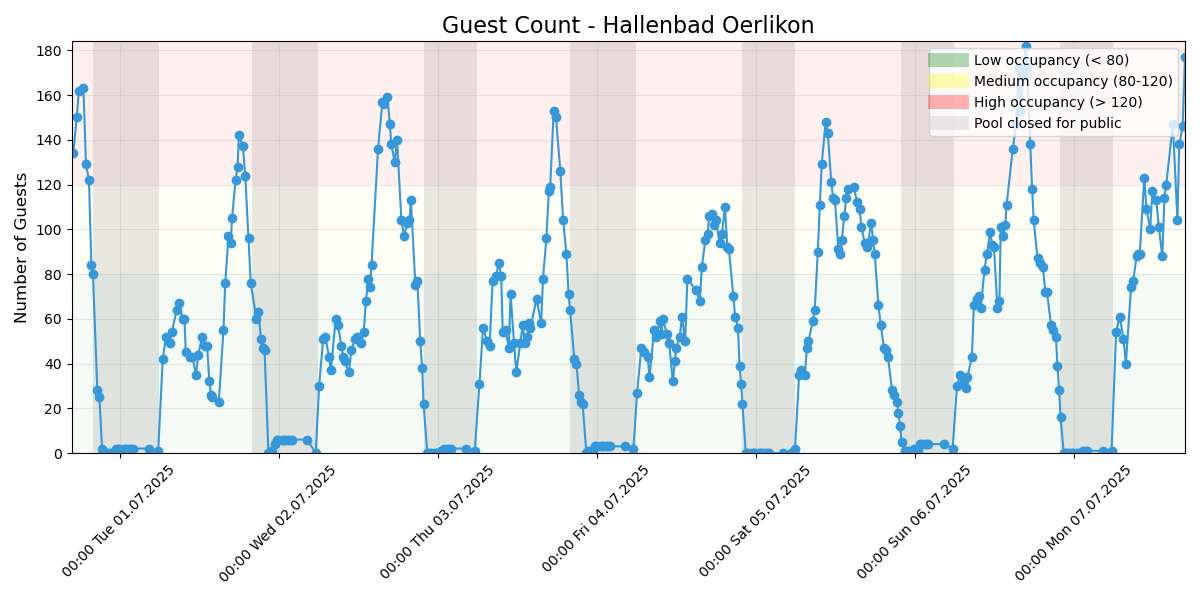 Guest Count - Hallenbad Oerlikon
Number of Guests
180
160
140
120
100
80
60
40
20
0
Low occupancy (< 80)
Medium occupancy (80-120)
High occupancy (> 120)
Pool closed for public
00:00 Tue 01.07.2025
00:00 Wed 02.07.2025
00:00 Thu 03.07.2025
00:00 Fri 04.07.2025
00:00 Sat 05.07.2025
00:00 Sun 06.07.2025
00:00 Mon 07.07.2025